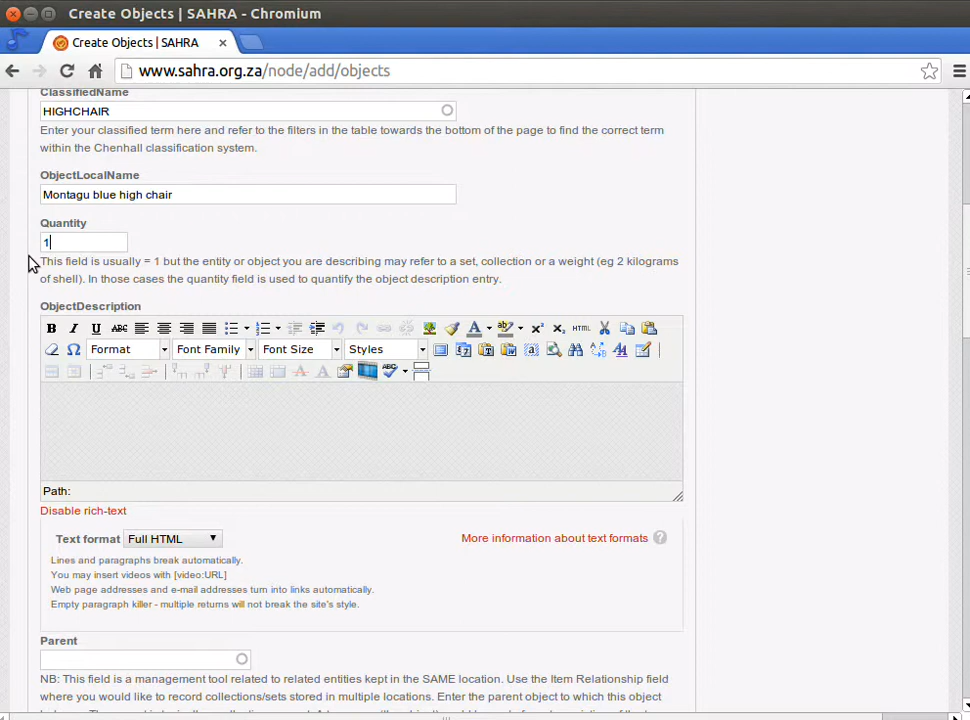 Create Objects | SAHRA - Chromium
Create Objects | SAHRA
www.sahra.org.za/node/add/objects
ClassifiedName
HIGHCHAIR
Enter your classified term here and refer to the filters in the table towards the bottom of the page to find the correct term
within the Chenhall classification system.
ObjectLocalName
Montagu blue high chair
Quantity
1
This field is usually = 1 but the entity or object you are describing may refer to a set, collection or a weight (eg 2 kilograms
of shell). In those cases the quantity field is used to quantify the object description entry.
ObjectDescription
B I U ABC A ab x² x₂ HTML
Format Font Family Font Size Styles
Path:
Disable rich-text
Text format Full HTML More information about text formats ?
Lines and paragraphs break automatically.
You may insert videos with [video:URL]
Web page addresses and e-mail addresses turn into links automatically.
Empty paragraph killer - multiple returns will not break the site's style.
Parent
NB: This field is a management tool related to related entities kept in the SAME location. Use the Item Relationship field
where you would like to record collections/sets stored in multiple locations. Enter the parent object to which this object